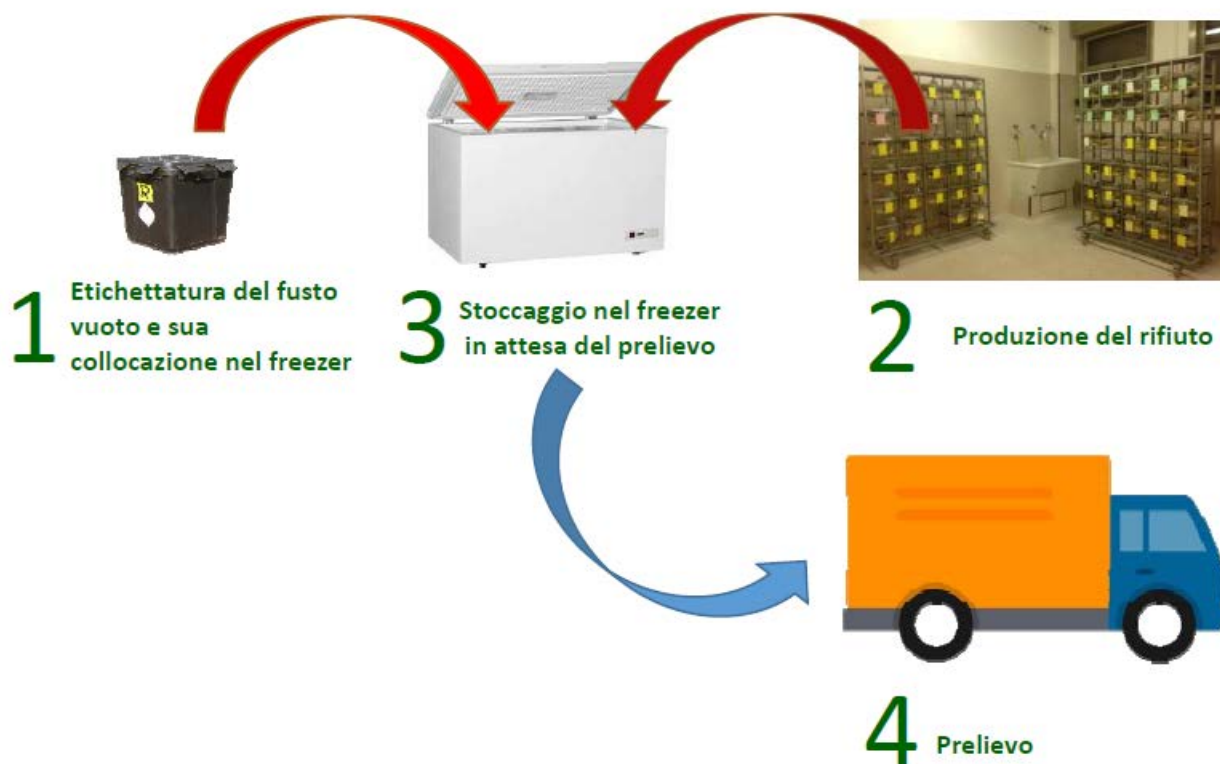 1
Etichettatura del fusto
vuoto e sua
collocazione nel freezer
3
Stoccaggio nel freezer
in attesa del prelievo
2
Produzione del rifiuto
4
Prelievo